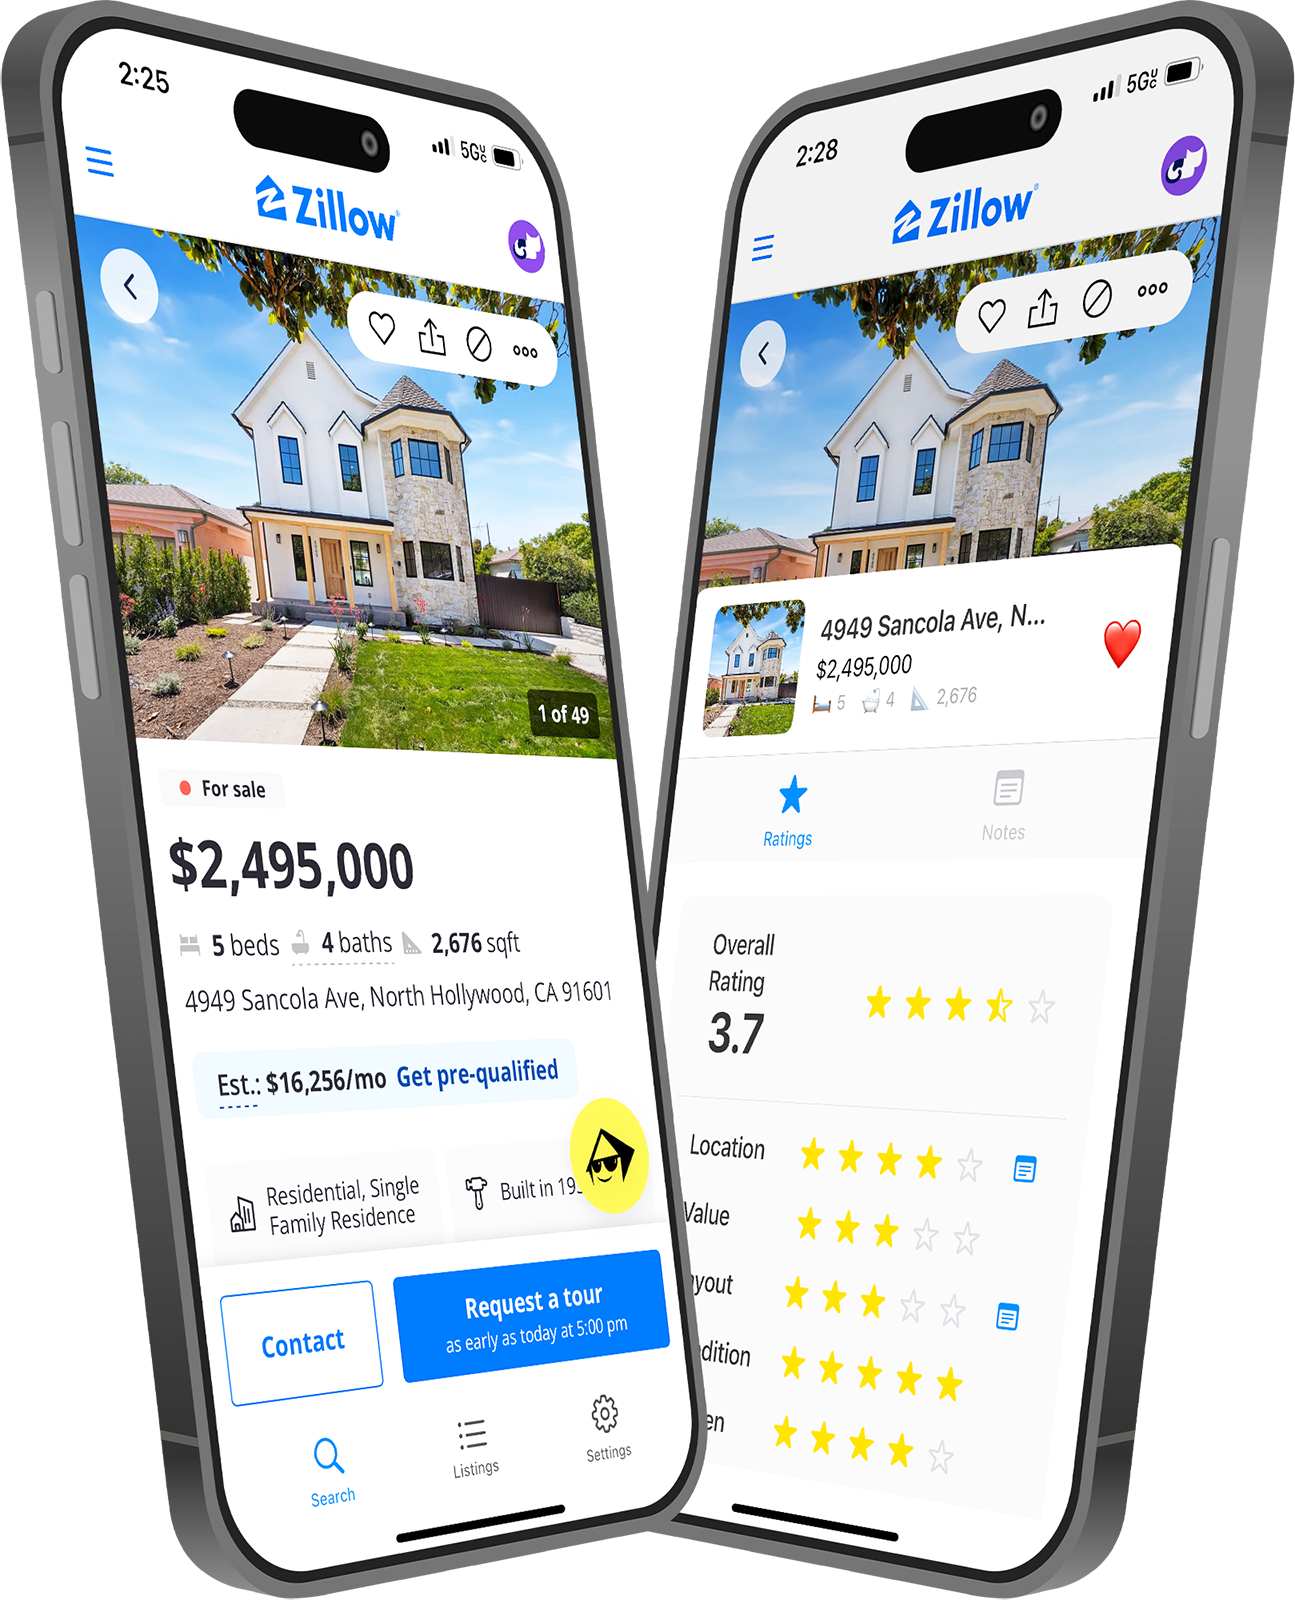 2:25
5G UC
Zillow
1 of 49
For sale
$2,495,000
5 beds 4 baths 2,676 sqft
4949 Sancola Ave, North Hollywood, CA 91601
Est.: $16,256/mo Get pre-qualified
Residential, Single
Family Residence
Built in 19
Contact
Request a tour
as early as today at 5:00 pm
Search
Listings
Settings
2:28
5G UC
Zillow
4949 Sancola Ave, N...
$2,495,000
5 4 2,676
Ratings
Notes
Overall
Rating
3.7
Location
Value
yout
dition
en